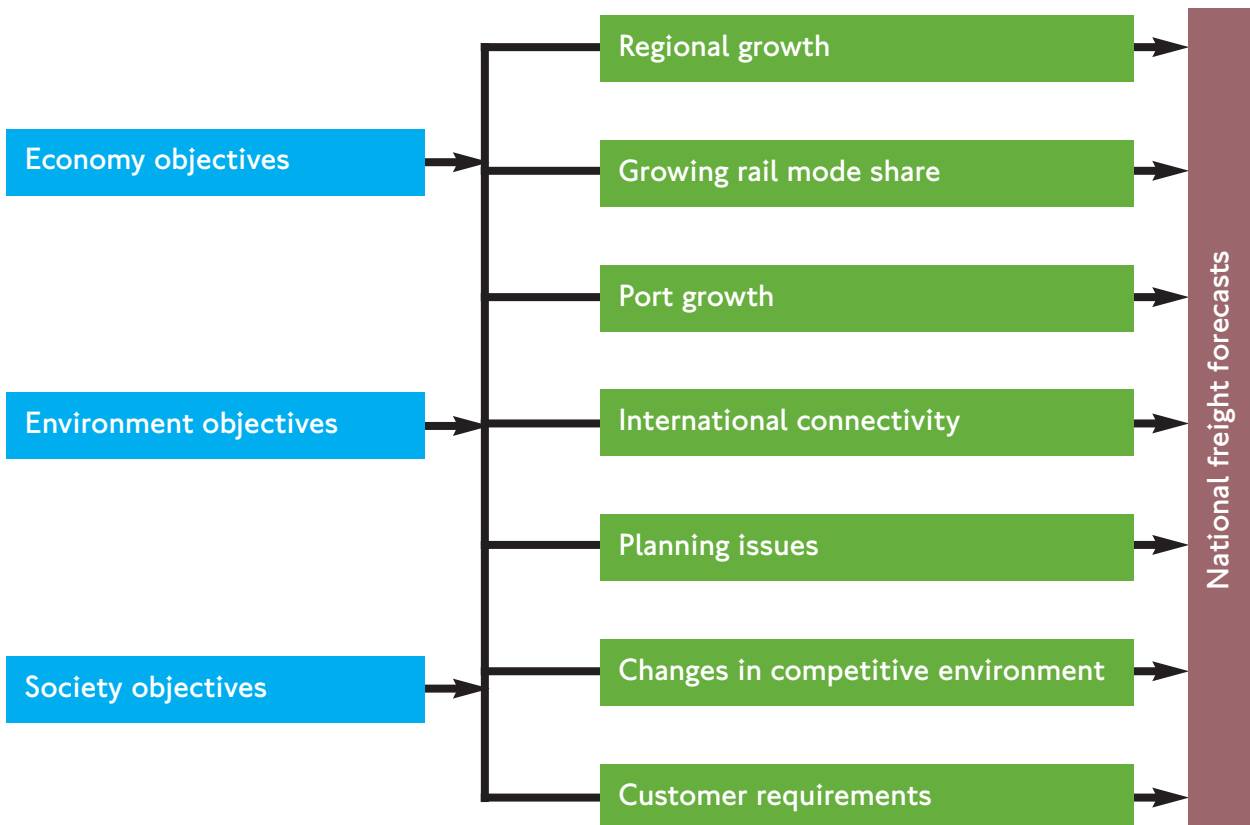 Economy objectives
Environment objectives
Society objectives
Regional growth
Growing rail mode share
Port growth
International connectivity
Planning issues
Changes in competitive environment
Customer requirements
National freight forecasts